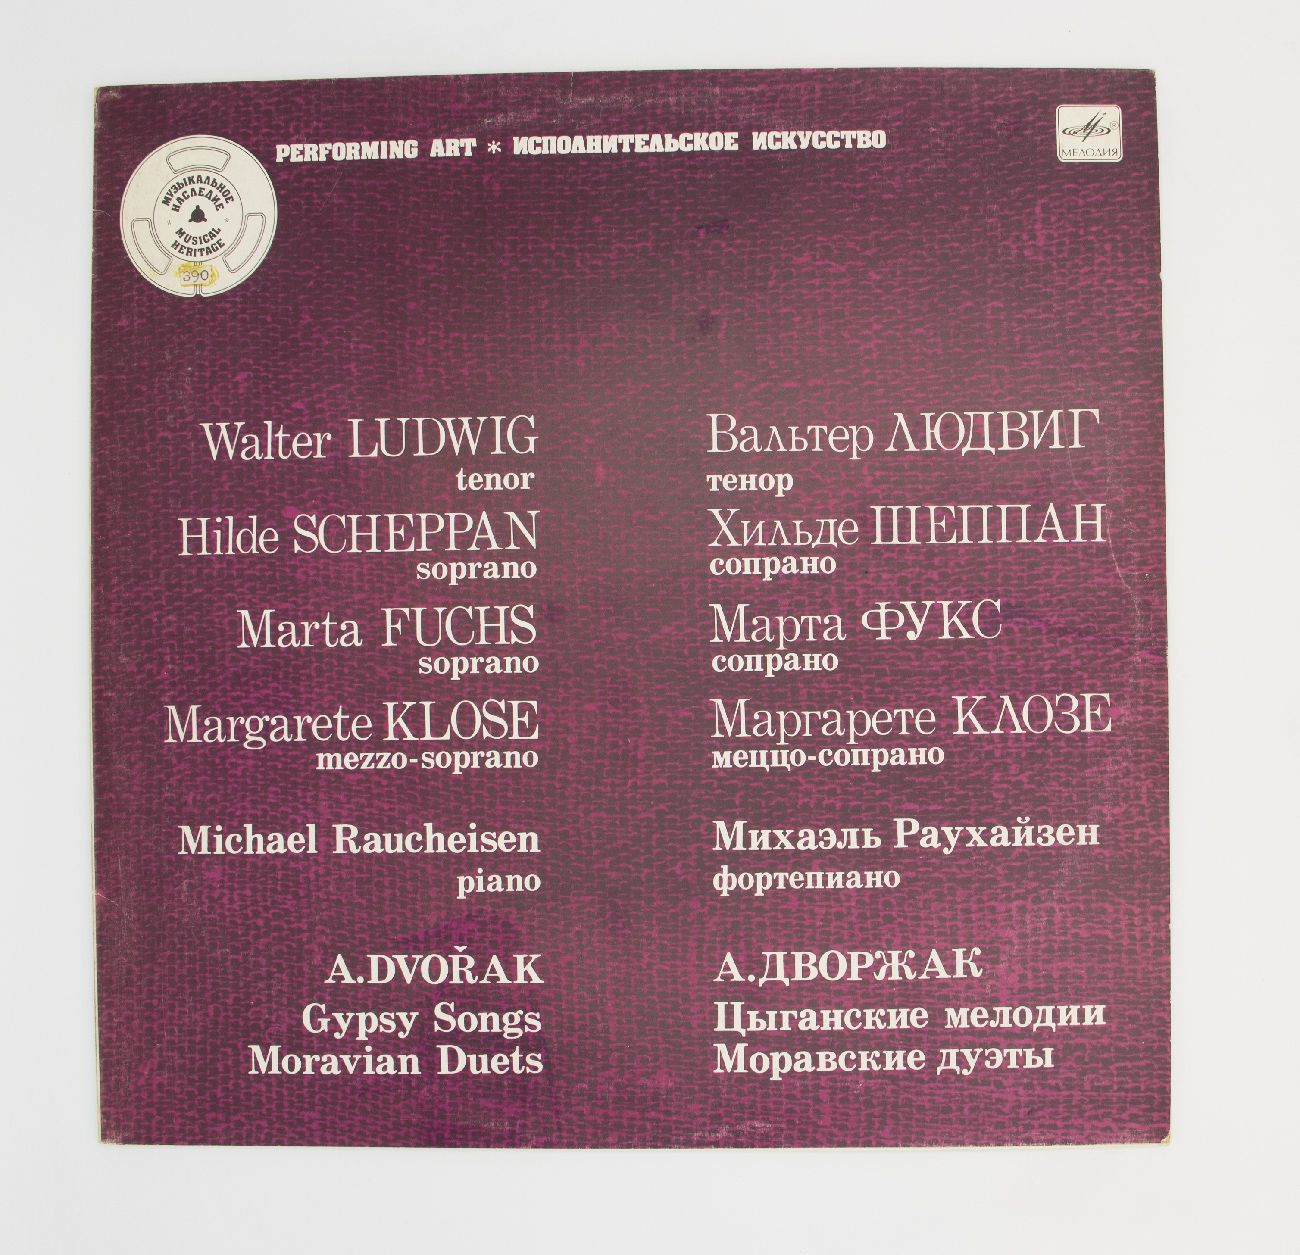 PERFORMING ART * ИСПОЛНИТЕЛЬСКОЕ ИСКУССТВО
МЕЛОДИЯ
МУЗЫКАЛЬНОЕ
НАСЛЕДИЕ
* MUSICAL *
HERITAGE
390
Walter LUDWIG
tenor
Hilde SCHEPPAN
soprano
Marta FUCHS
soprano
Margarete KLOSE
mezzo-soprano
Michael Raucheisen
piano
A.DVOŘAK
Gypsy Songs
Moravian Duets
Вальтер ЛЮДВИГ
тенор
Хильде ШЕППАН
сопрано
Марта ФУКС
сопрано
Маргарете КЛОЗЕ
меццо-сопрано
Михаэль Раухайзен
фортепиано
А.ДВОРЖАК
Цыганские мелодии
Моравские дуэты